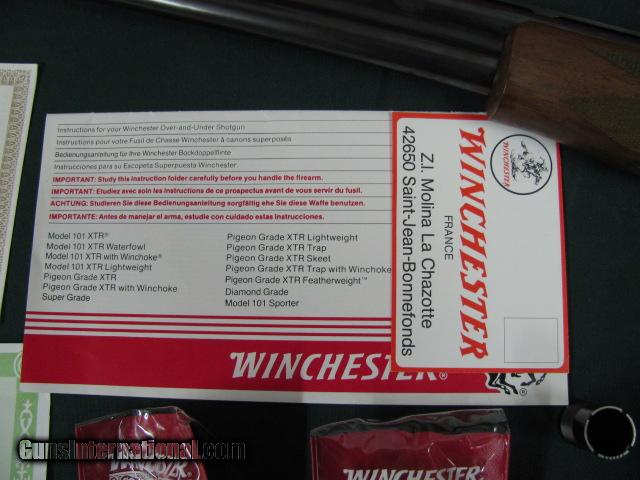 Instructions for your Winchester Over-and-Under Shotgun
Instructions pour votre Fusil de Chasse Winchester à canons superposés
Bedienungsanleitung für Ihre Winchester Bockdoppelflinte
Instrucciones para su Escopeta Superpuesta Winchester.
IMPORTANT: Study this instruction folder carefully before you handle the firearm.
IMPORTANT: Etudiez avec soin les instructions de ce prospectus avant de vous servir du fusil.
ACHTUNG: Studieren Sie diese Bedienungsanleitung sorgfältig ehe Sie diese Waffe benutzen.
IMPORTANTE: Antes de manejar el arma, estudie con cuidado estas instrucciones.
Model 101 XTR®
Model 101 XTR Waterfowl
Model 101 XTR with Winchoke®
Model 101 XTR Lightweight
Pigeon Grade XTR
Pigeon Grade XTR with Winchoke
Super Grade
Pigeon Grade XTR Lightweight
Pigeon Grade XTR Trap
Pigeon Grade XTR Skeet
Pigeon Grade XTR Trap with Winchoke
Pigeon Grade XTR Featherweight™
Diamond Grade
Model 101 Sporter
WINCHESTER®
WINCHESTER
WINCHESTER
FRANCE
Z.I. Molina La Chazotte
42650 Saint-Jean-Bonnefonds
WINCHESTER
WINCHESTER
GunsInternational.com